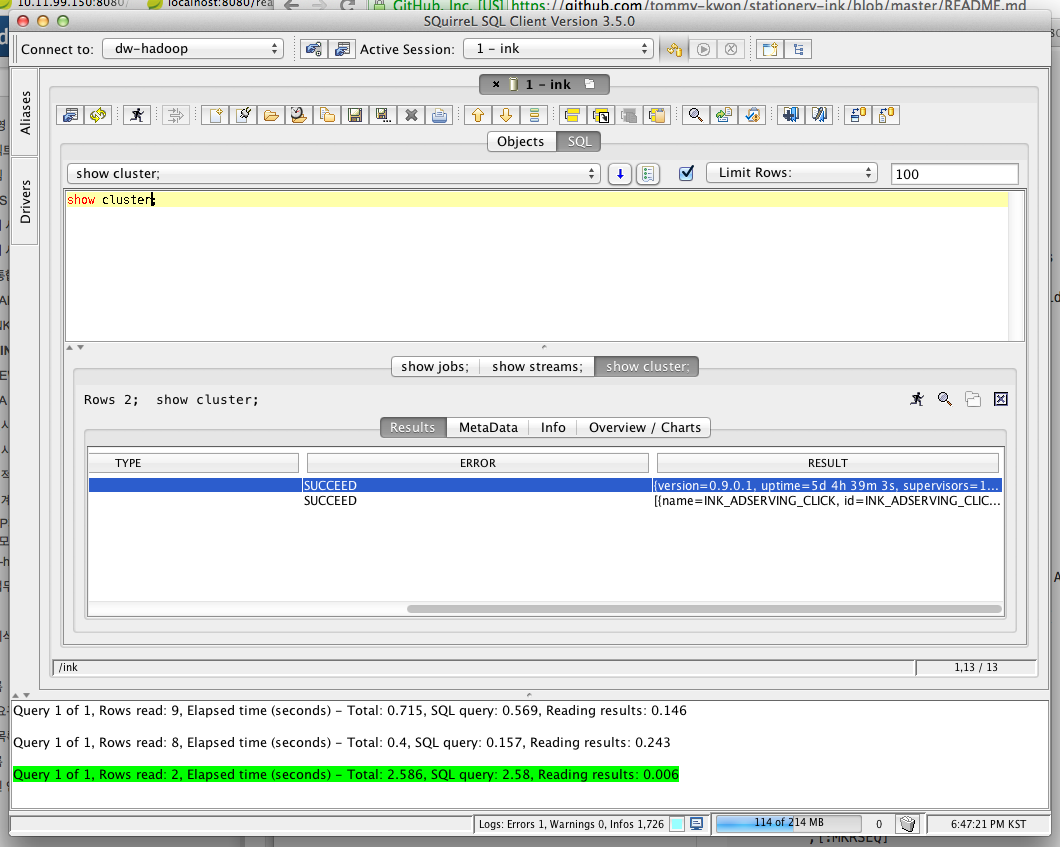 10.11.99.150:8080/
localhost:8080/rea
GitHub, Inc. [US]
https://github.com/tommy-kwon/stationery-ink/blob/master/README.md
SQuirreL SQL Client Version 3.5.0
Connect to:
dw-hadoop
Active Session:
1 - ink
Aliases
Drivers
1 - ink
Objects
SQL
show cluster;
Limit Rows:
100
show cluster;
show jobs;
show streams;
show cluster;
Rows 2; show cluster;
Results
MetaData
Info
Overview / Charts
TYPE
ERROR
RESULT
SUCCEED
{version=0.9.0.1, uptime=5d 4h 39m 3s, supervisors=1...
SUCCEED
[{name=INK_ADSERVING_CLICK, id=INK_ADSERVING_CLIC...
/ink
1,13 / 13
Query 1 of 1, Rows read: 9, Elapsed time (seconds) - Total: 0.715, SQL query: 0.569, Reading results: 0.146
Query 1 of 1, Rows read: 8, Elapsed time (seconds) - Total: 0.4, SQL query: 0.157, Reading results: 0.243
Query 1 of 1, Rows read: 2, Elapsed time (seconds) - Total: 2.586, SQL query: 2.58, Reading results: 0.006
Logs: Errors 1, Warnings 0, Infos 1,726
114 of 214 MB
0
6:47:21 PM KST
,[:MKRSEQ]